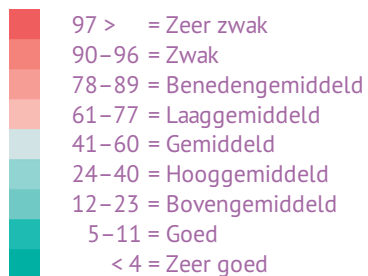 97 > = Zeer zwak
90–96 = Zwak
78–89 = Benedengemiddeld
61–77 = Laaggemiddeld
41–60 = Gemiddeld
24–40 = Hooggemiddeld
12–23 = Bovengemiddeld
5–11 = Goed
< 4 = Zeer goed